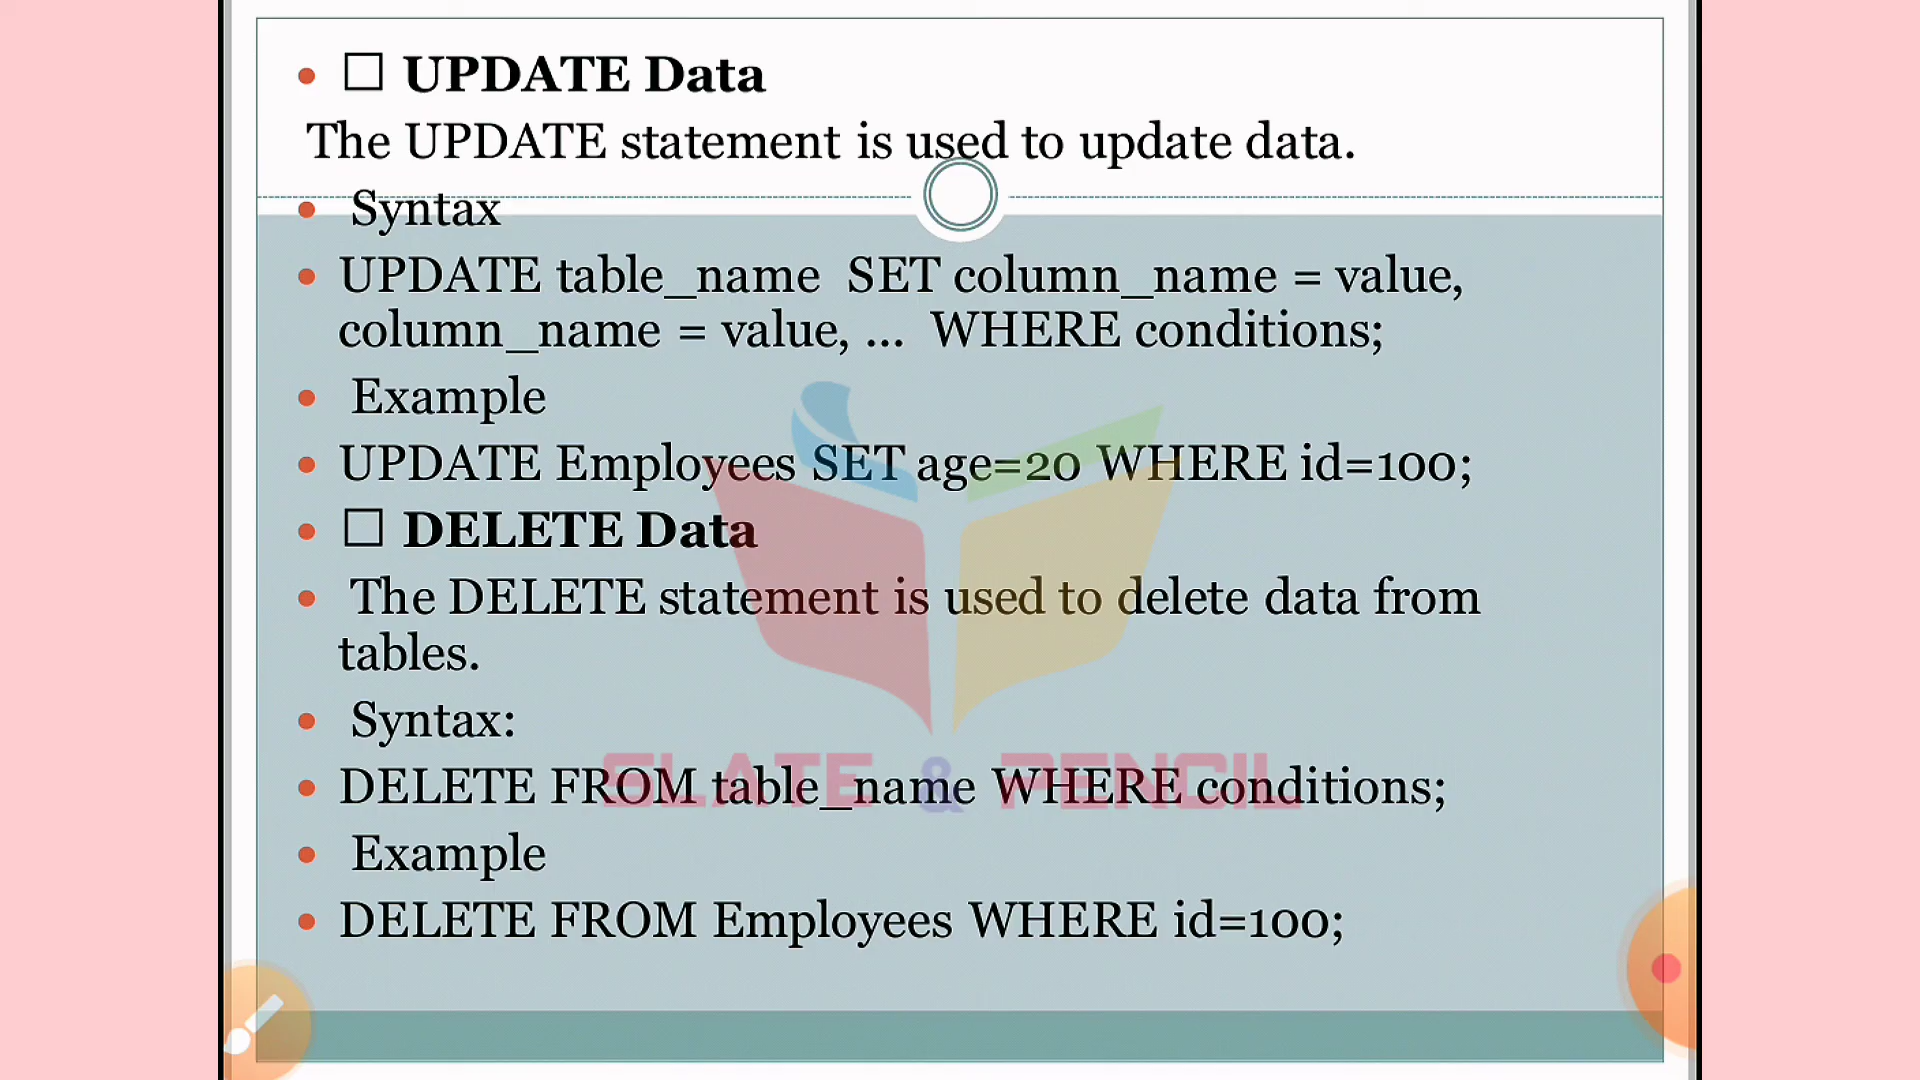 □ UPDATE Data
The UPDATE statement is used to update data.
Syntax
UPDATE table_name  SET column_name = value,
column_name = value, ...  WHERE conditions;
Example
UPDATE Employees SET age=20 WHERE id=100;
□ DELETE Data
The DELETE statement is used to delete data from
tables.
Syntax:
DELETE FROM table_name WHERE conditions;
SLATE & PENCIL
Example
DELETE FROM Employees WHERE id=100;